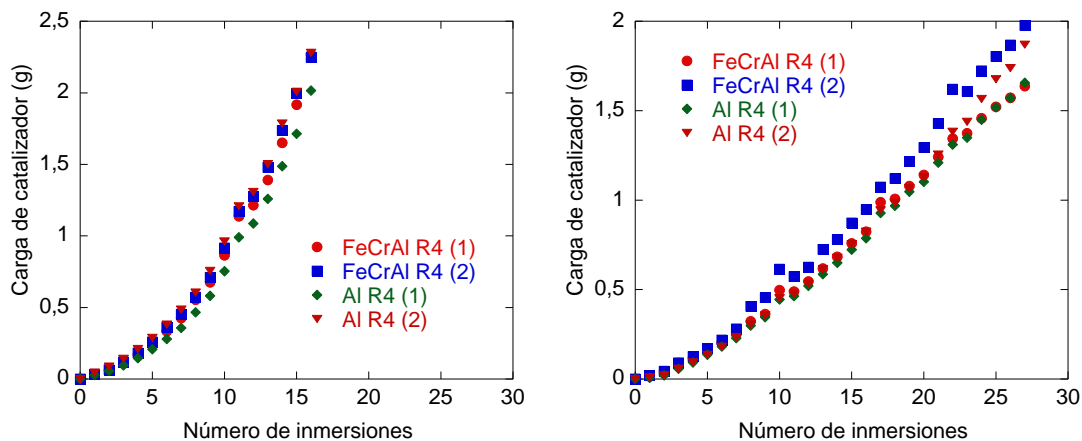 2,5
2
1,5
1
0,5
0
0 5 10 15 20 25 30
Carga de catalizador (g)
Número de inmersiones
FeCrAl R4 (1)
FeCrAl R4 (2)
Al R4 (1)
Al R4 (2)
2
1,5
1
0,5
0
0 5 10 15 20 25 30
Carga de catalizador (g)
Número de inmersiones
FeCrAl R4 (1)
FeCrAl R4 (2)
Al R4 (1)
Al R4 (2)